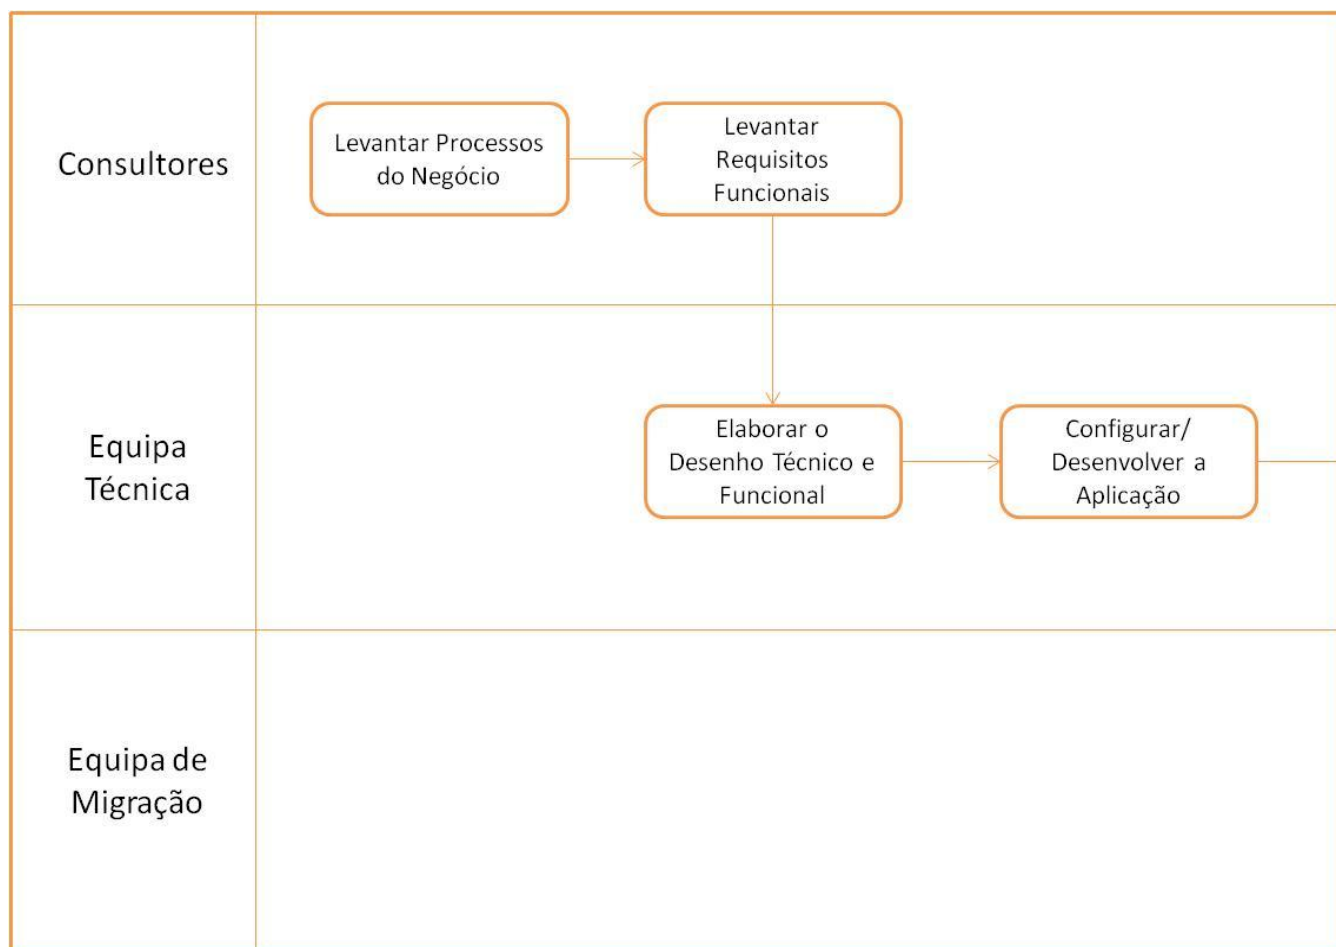 Consultores
Levantar Processos
do Negócio
Levantar
Requisitos
Funcionais
Equipa
Técnica
Elaborar o
Desenho Técnico e
Funcional
Configurar/
Desenvolver a
Aplicação
Equipa de
Migração